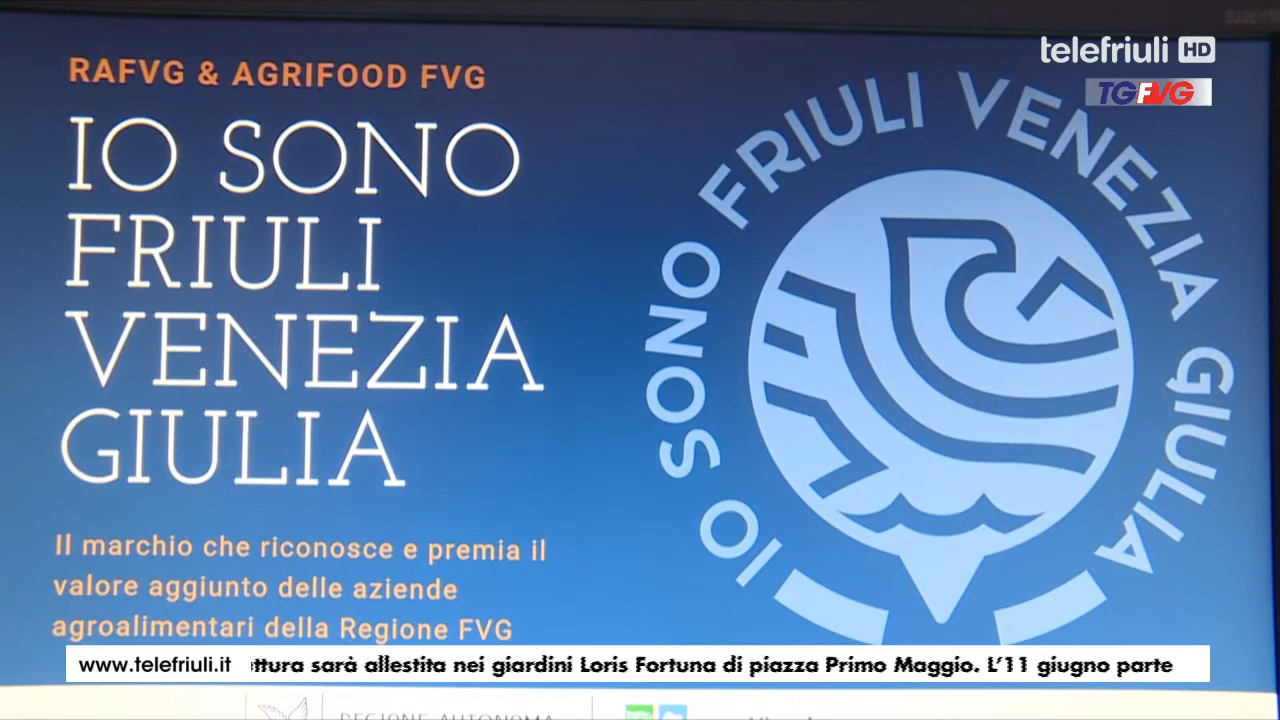 telefriuli HD
TGFVG
RAFVG & AGRIFOOD FVG
IO SONO
FRIULI
VENEZIA
GIULIA
IO SONO FRIULI VENEZIA GIULIA
Il marchio che riconosce e premia il
valore aggiunto delle aziende
agroalimentari della Regione FVG
www.telefriuli.it ttura sarà allestita nei giardini Loris Fortuna di piazza Primo Maggio. L'11 giugno parte
REGIONE AUTONOMA